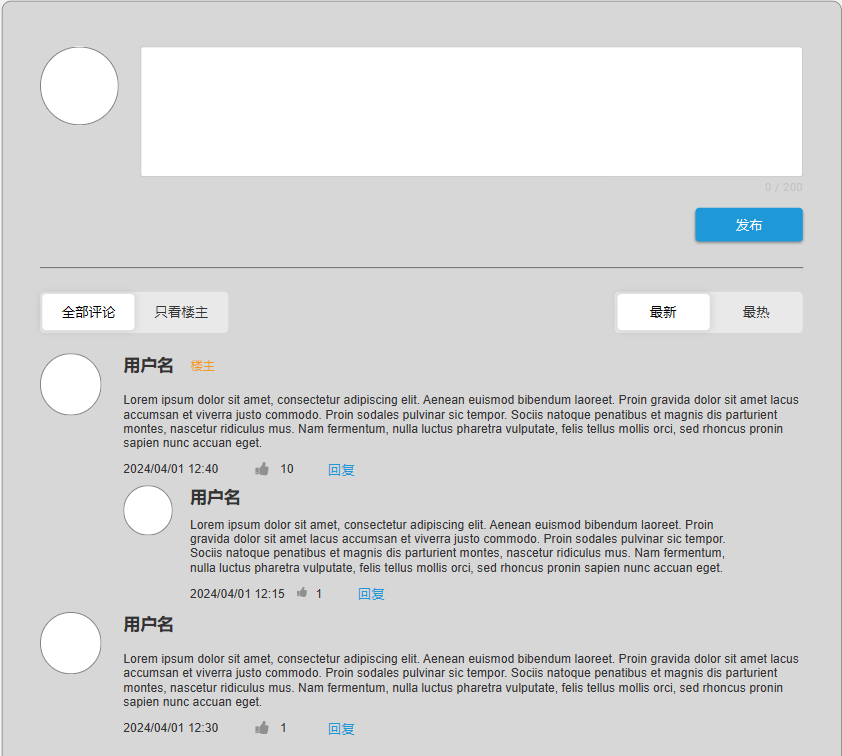 0 / 200
发布
全部评论 只看楼主 最新 最热
用户名 楼主
Lorem ipsum dolor sit amet, consectetur adipiscing elit. Aenean euismod bibendum laoreet. Proin gravida dolor sit amet lacus
accumsan et viverra justo commodo. Proin sodales pulvinar sic tempor. Sociis natoque penatibus et magnis dis parturient
montes, nascetur ridiculus mus. Nam fermentum, nulla luctus pharetra vulputate, felis tellus mollis orci, sed rhoncus pronin
sapien nunc accuan eget.
2024/04/01 12:40 10 回复
用户名
Lorem ipsum dolor sit amet, consectetur adipiscing elit. Aenean euismod bibendum laoreet. Proin
gravida dolor sit amet lacus accumsan et viverra justo commodo. Proin sodales pulvinar sic tempor.
Sociis natoque penatibus et magnis dis parturient montes, nascetur ridiculus mus. Nam fermentum,
nulla luctus pharetra vulputate, felis tellus mollis orci, sed rhoncus pronin sapien nunc accuan eget.
2024/04/01 12:15 1 回复
用户名
Lorem ipsum dolor sit amet, consectetur adipiscing elit. Aenean euismod bibendum laoreet. Proin gravida dolor sit amet lacus
accumsan et viverra justo commodo. Proin sodales pulvinar sic tempor. Sociis natoque penatibus et magnis dis parturient
montes, nascetur ridiculus mus. Nam fermentum, nulla luctus pharetra vulputate, felis tellus mollis orci, sed rhoncus pronin
sapien nunc accuan eget.
2024/04/01 12:30 1 回复